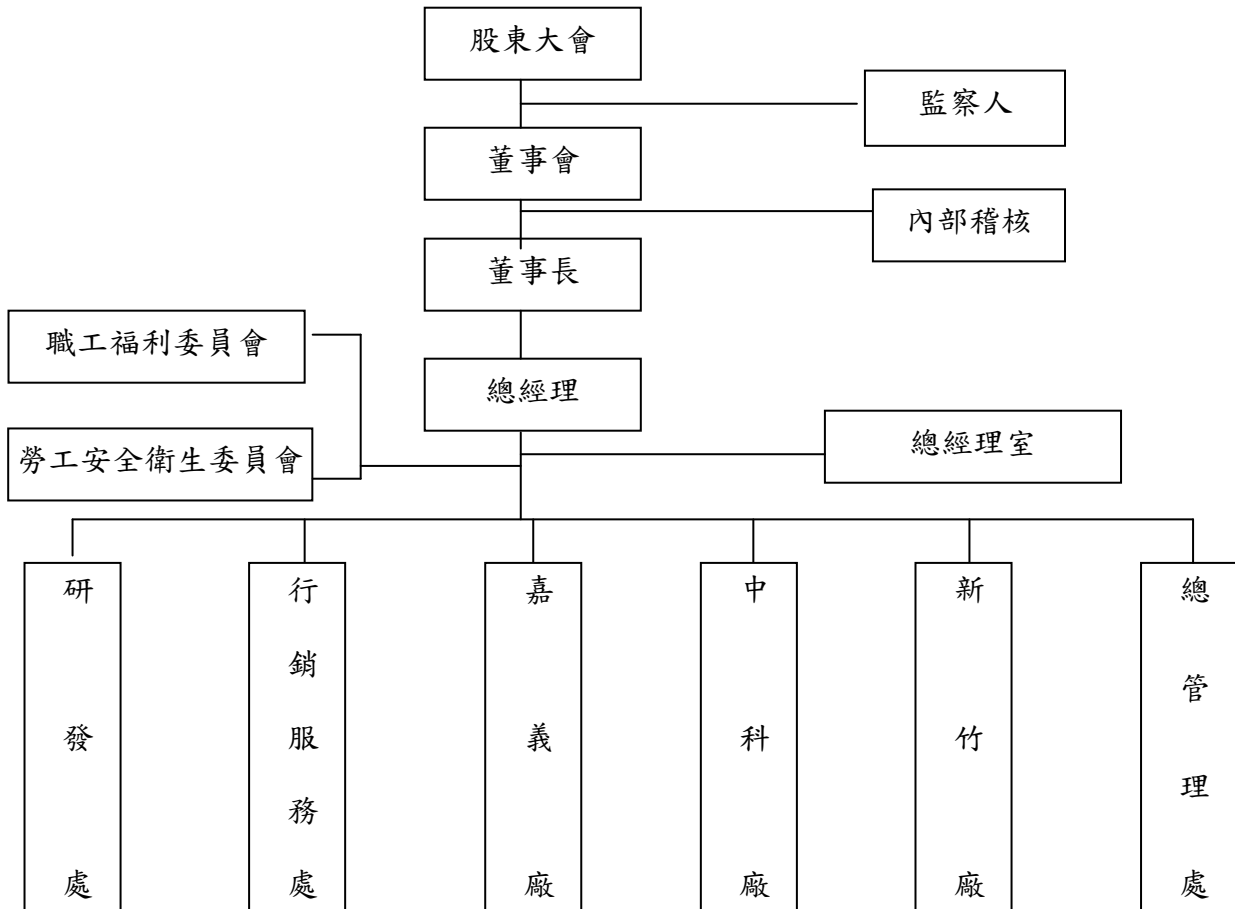 股東大會
監察人
董事會
內部稽核
董事長
職工福利委員會
總經理
勞工安全衛生委員會
總經理室
研發處
行銷服務處
嘉義廠
中科廠
新竹廠
總管理處